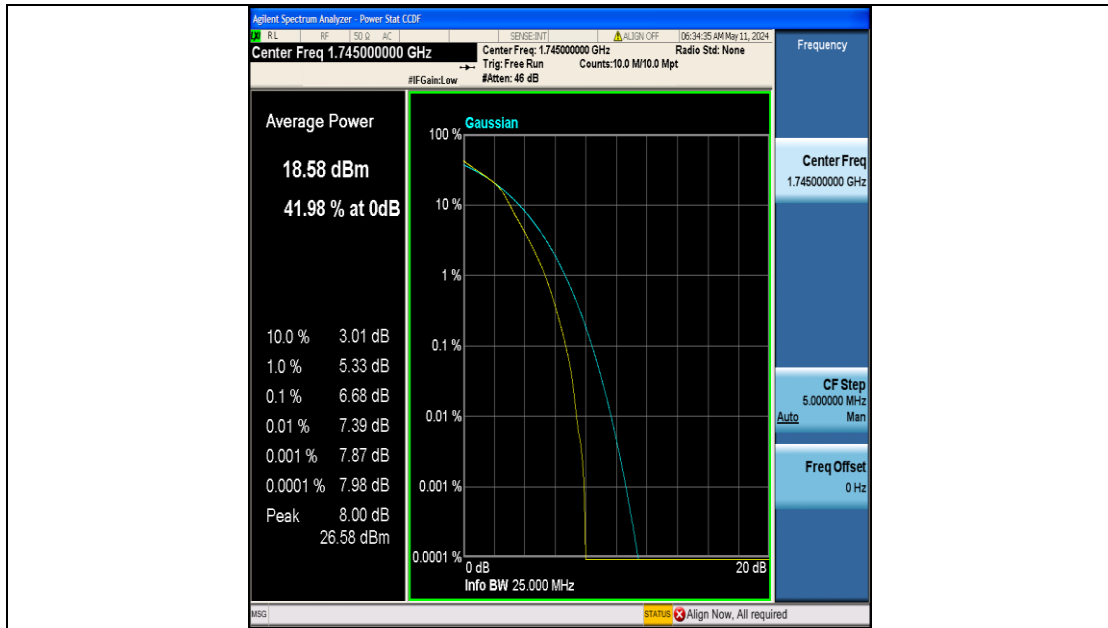 Agilent Spectrum Analyzer - Power Stat CCDF
RL RF 50 Ω AC SENSE:INT ALIGN OFF 06:34:35 AM May 11, 2024
Center Freq 1.745000000 GHz
Center Freq: 1.745000000 GHz Radio Std: None
Trig: Free Run Counts:10.0 M/10.0 Mpt
#IFGain:Low #Atten: 46 dB
Average Power
18.58 dBm
41.98 % at 0dB
10.0 % 3.01 dB
1.0 % 5.33 dB
0.1 % 6.68 dB
0.01 % 7.39 dB
0.001 % 7.87 dB
0.0001 % 7.98 dB
Peak 8.00 dB
26.58 dBm
Gaussian
100 %
10 %
1 %
0.1 %
0.01 %
0.001 %
0.0001 %
0 dB 20 dB
Info BW 25.000 MHz
Frequency
Center Freq
1.745000000 GHz
CF Step
5.000000 MHz
Auto Man
Freq Offset
0 Hz
MSG STATUS Align Now, All required